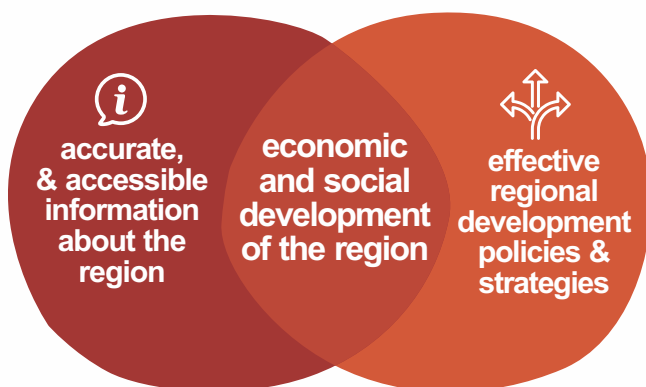 i
accurate,
& accessible
information
about the
region
economic
and social
development
of the region
effective
regional
development
policies &
strategies